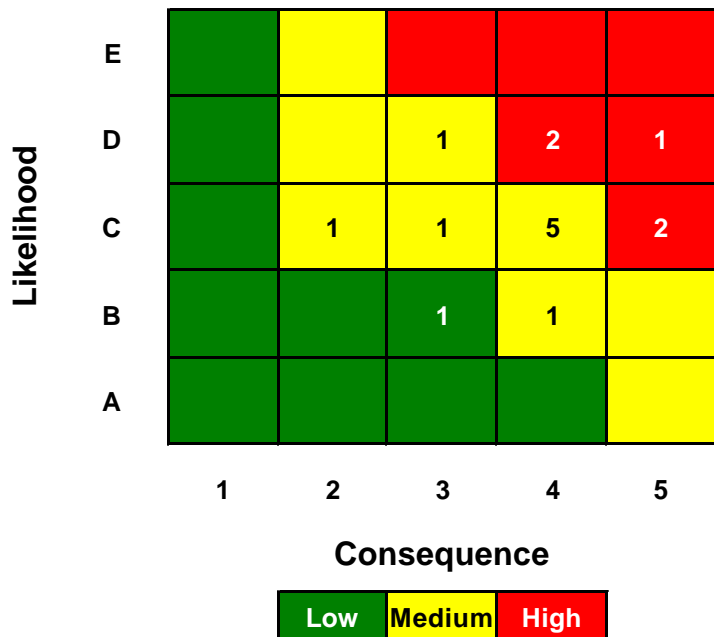 E
D 1 2 1
Likelihood
C 1 1 5 2
B 1 1
A
1 2 3 4 5
Consequence
Low Medium High